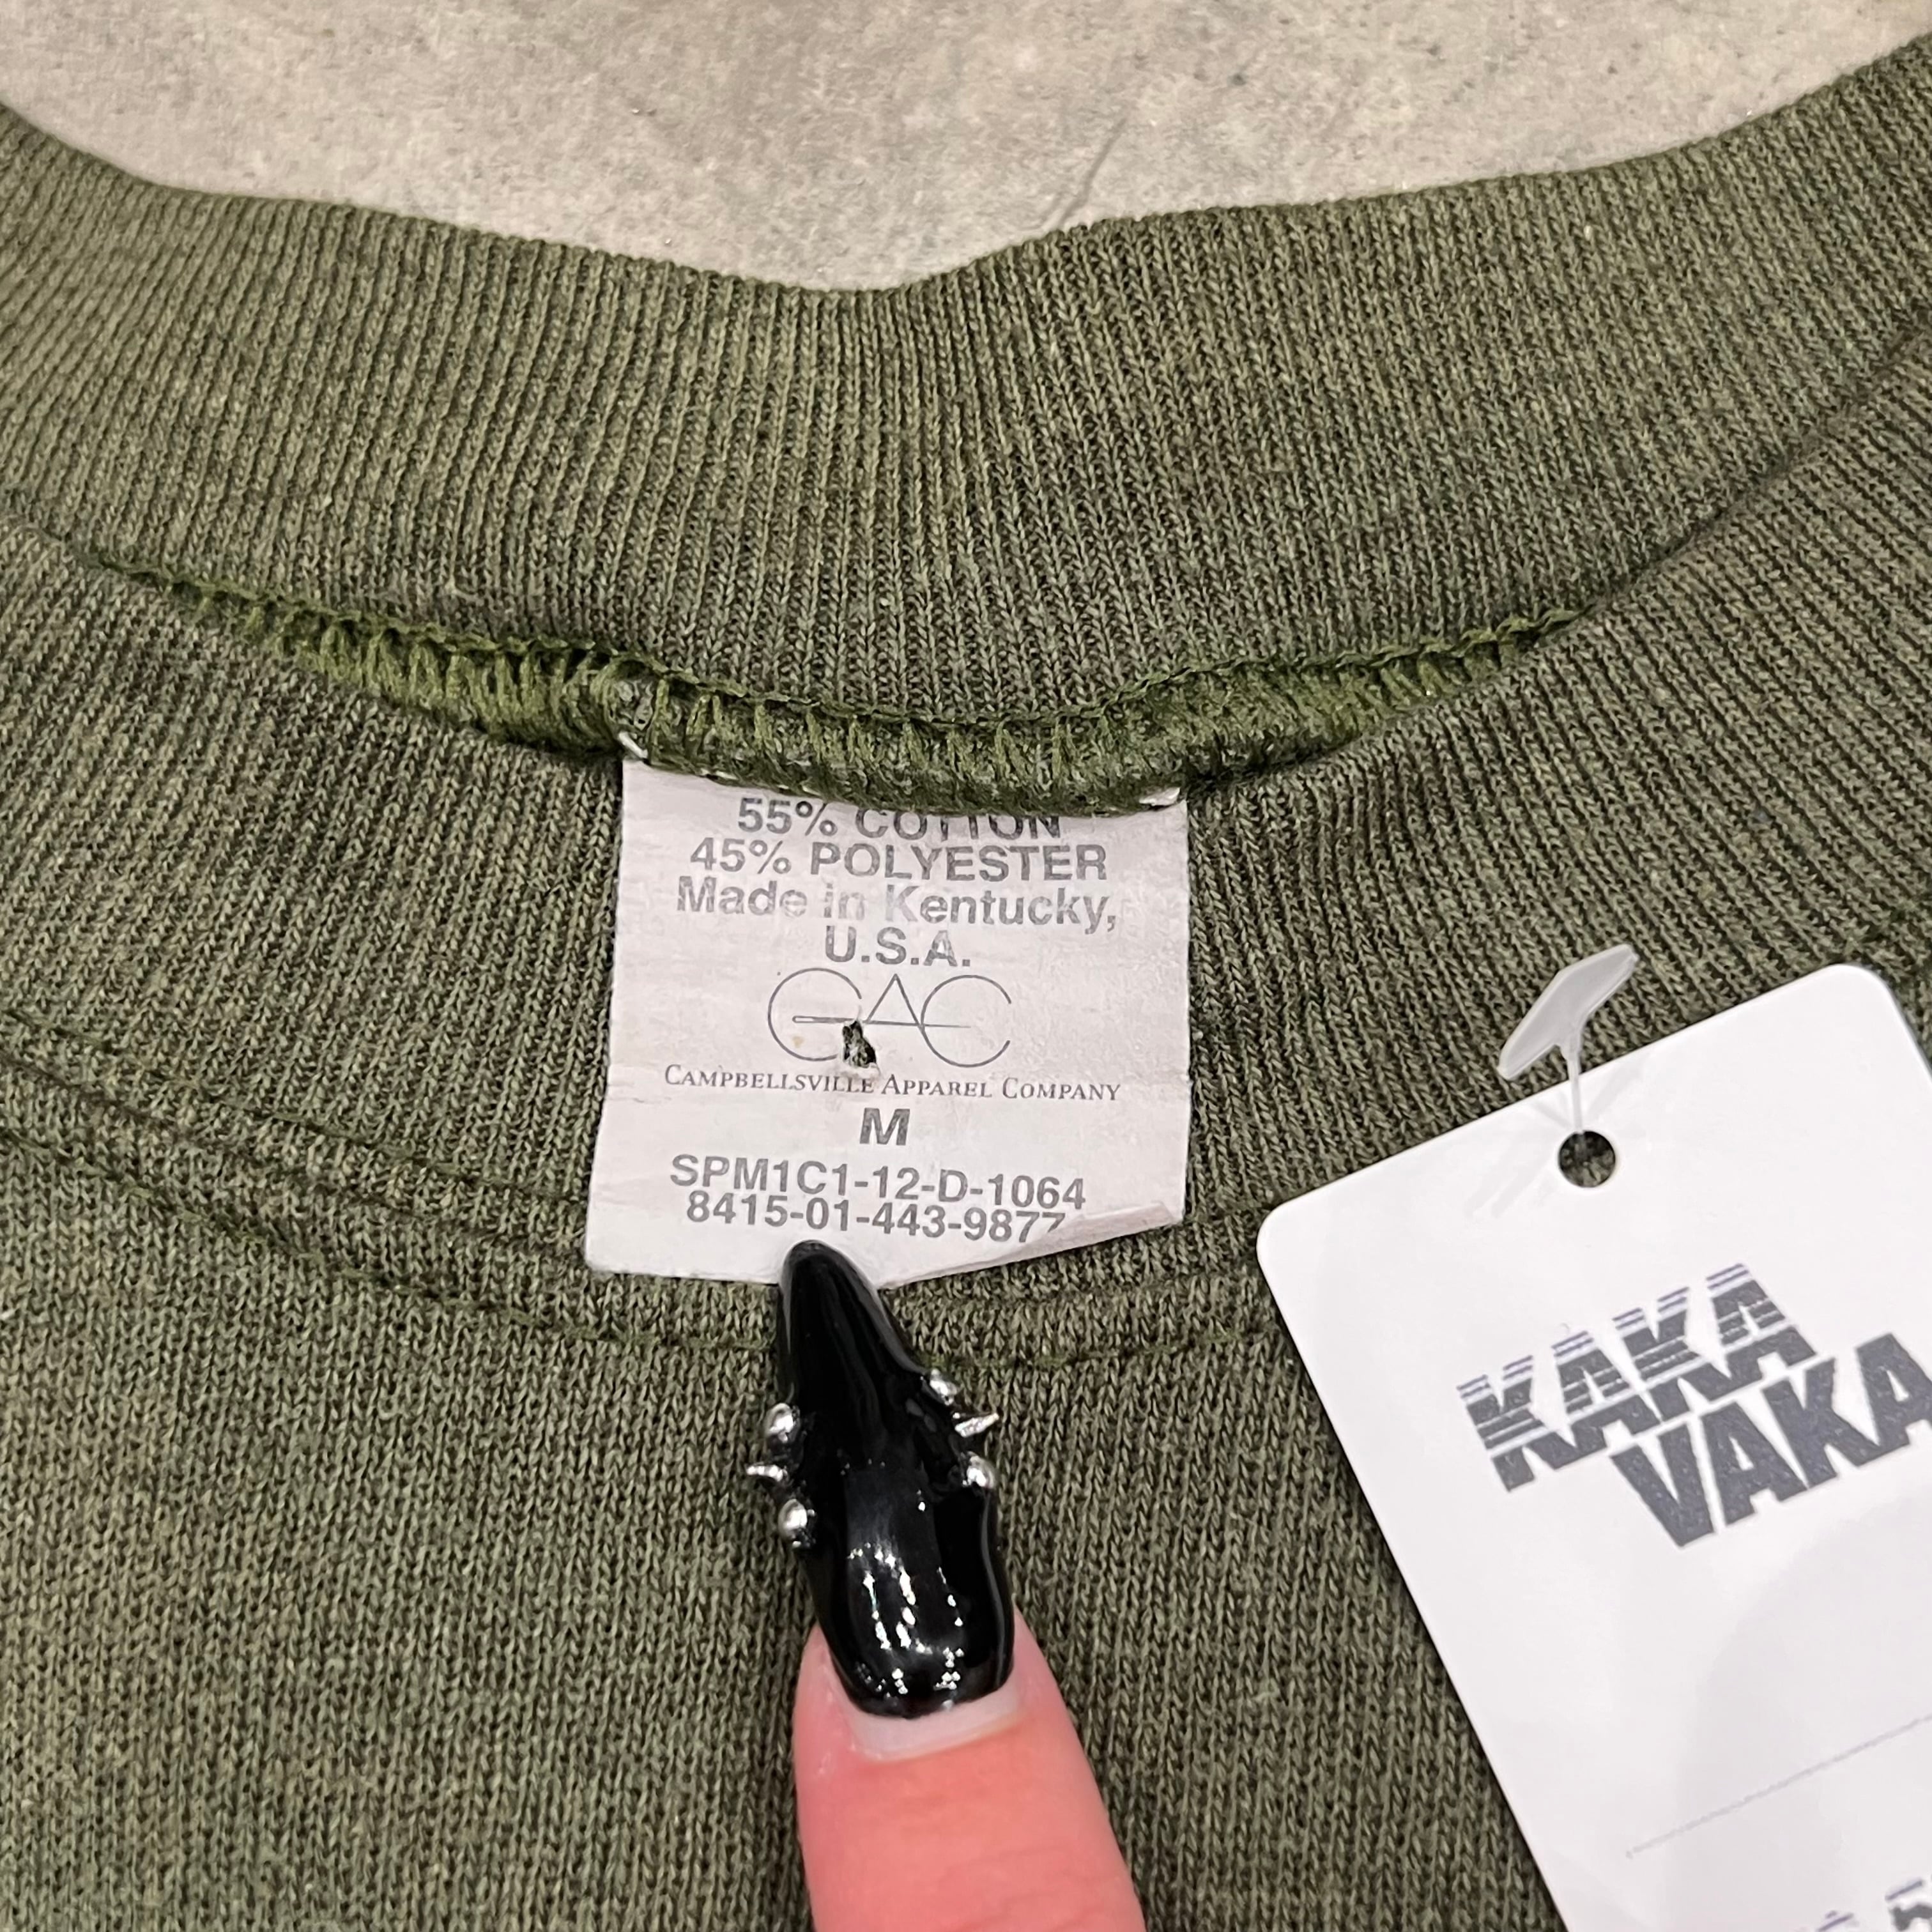 55% COTTON
45% POLYESTER
Made in Kentucky,
U.S.A.
CAC
CAMPBELLSVILLE APPAREL COMPANY
M
SPM1C1-12-D-1064
8415-01-443-9877
KAKA
VAKA